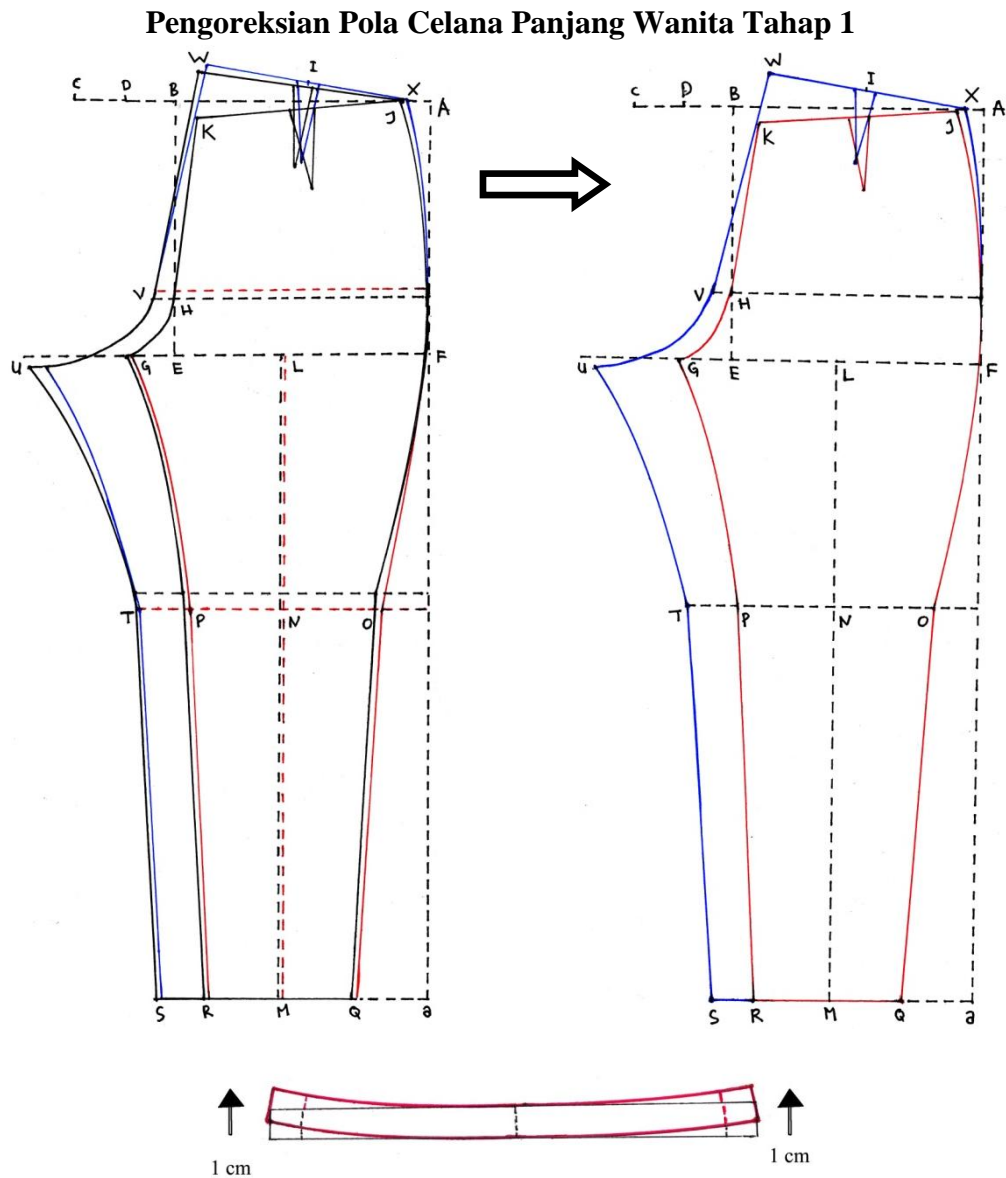 Pengoreksian Pola Celana Panjang Wanita Tahap 1
W
I
X
C
D
B
A
K
J
V
H
U
G
E
L
F
T
P
N
O
S
R
M
Q
a
W
I
X
C
D
B
A
K
J
V
H
U
G
E
L
F
T
P
N
O
S
R
M
Q
a
1 cm
1 cm